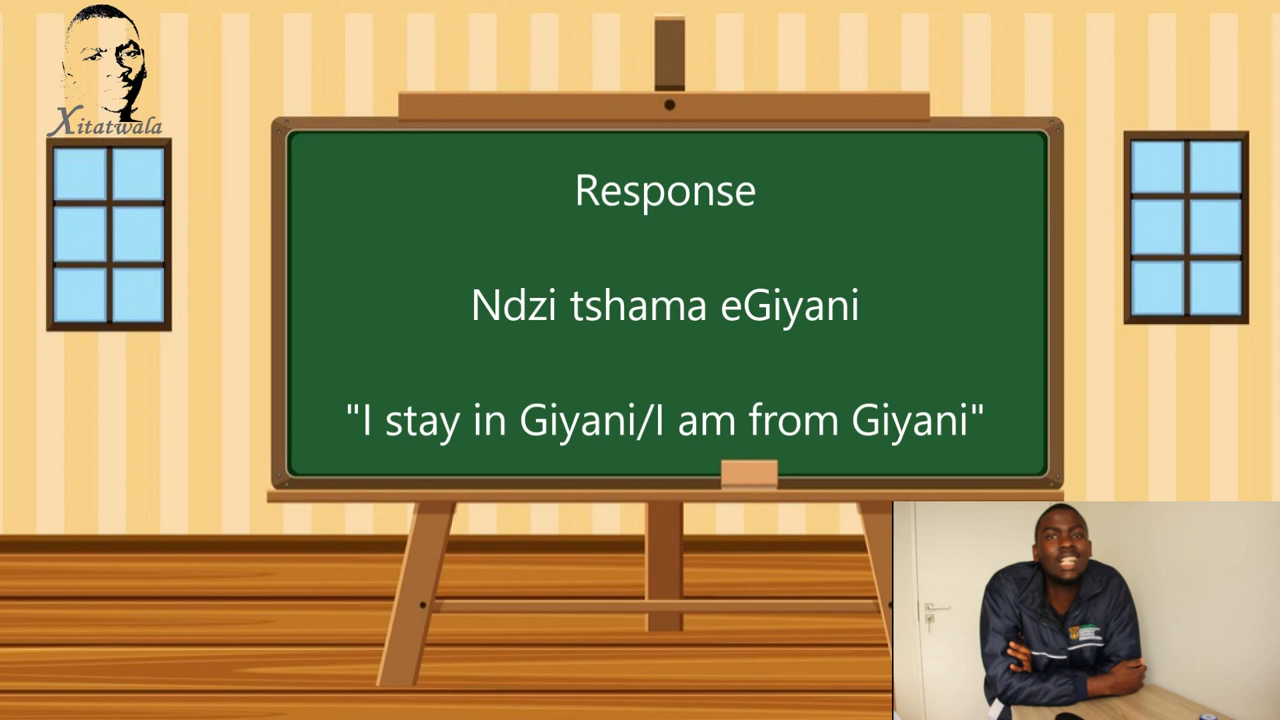 Xitatwala
Response
Ndzi tshama eGiyani
"I stay in Giyani/I am from Giyani"